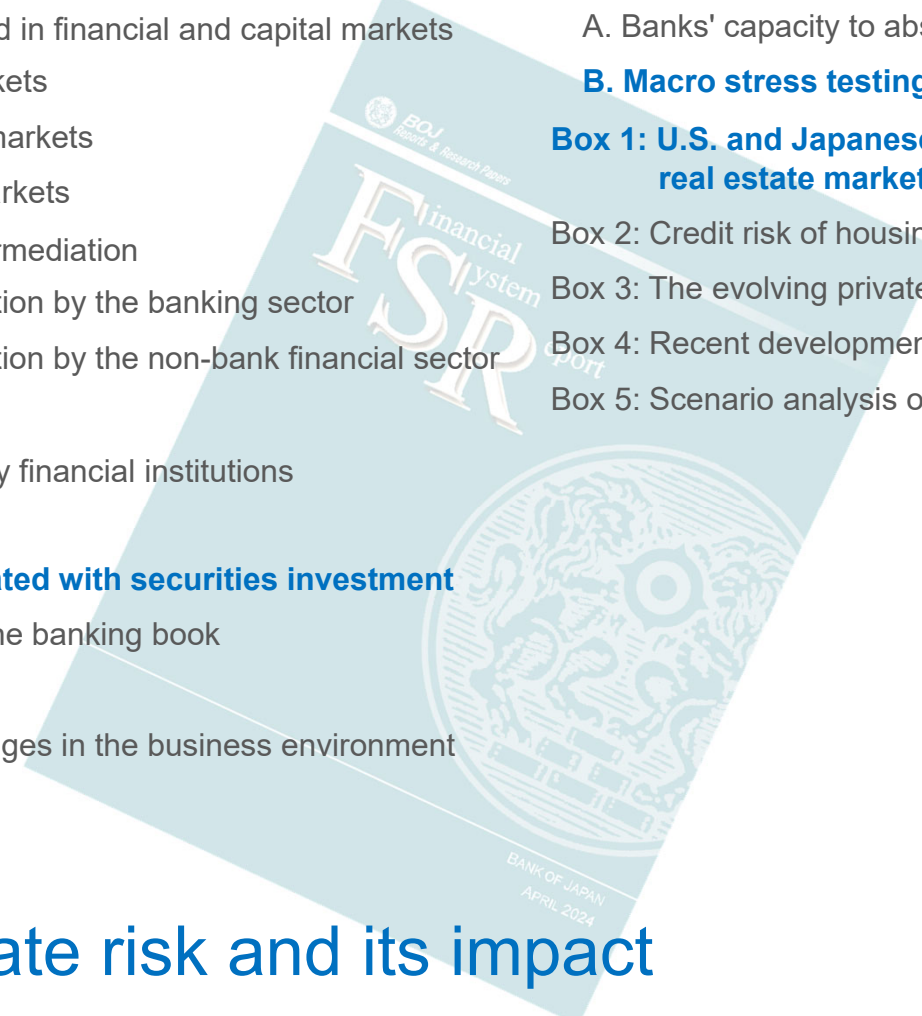 d in financial and capital markets
kets
narkets
rkets
rmediation
tion by the banking sector
tion by the non-bank financial sector
y financial institutions
ated with securities investment
he banking book
ges in the business environment
A. Banks' capacity to abs
B. Macro stress testing
Box 1: U.S. and Japanese
real estate market
Box 2: Credit risk of housin
Box 3: The evolving private
Box 4: Recent developmen
Box 5: Scenario analysis o
BOJ
Reports & Research Papers
Financial
System
Report
FSR
BANK OF JAPAN
APRIL 2024
ate risk and its impact